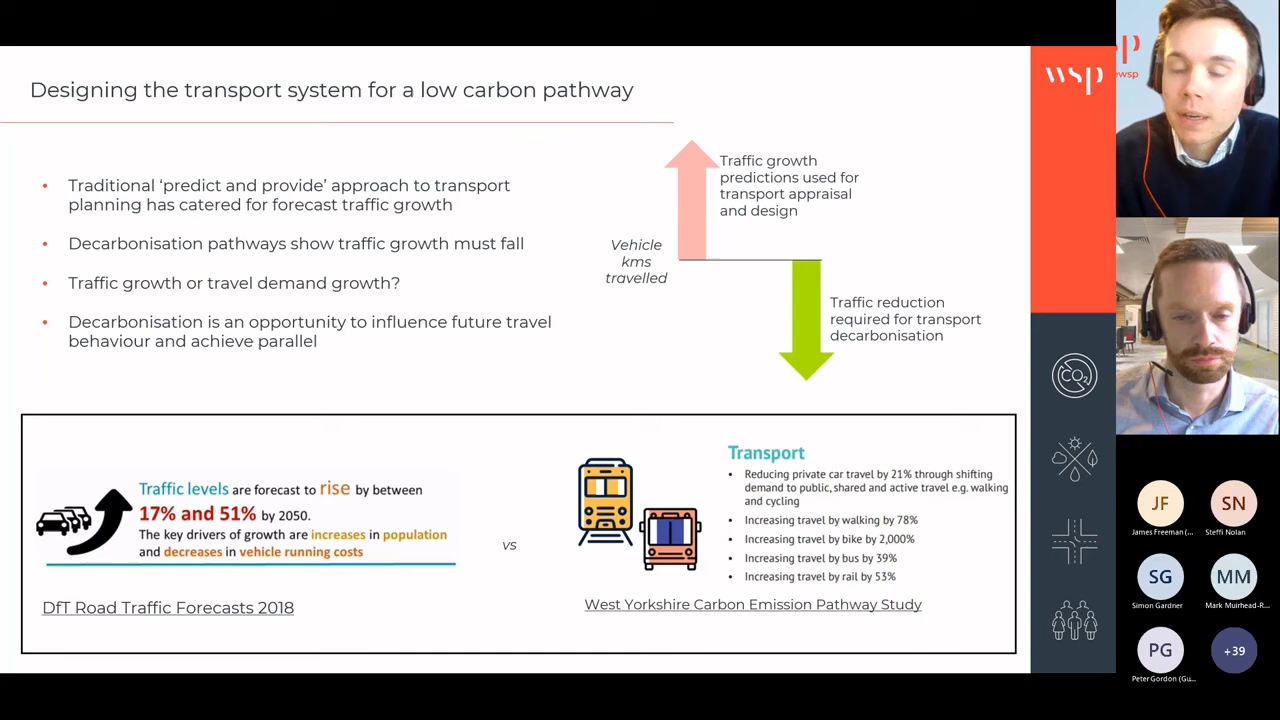 Designing the transport system for a low carbon pathway
wsp
Traditional ‘predict and provide’ approach to transport
planning has catered for forecast traffic growth
Decarbonisation pathways show traffic growth must fall
Traffic growth or travel demand growth?
Decarbonisation is an opportunity to influence future travel
behaviour and achieve parallel
Traffic growth
predictions used for
transport appraisal
and design
Vehicle
kms
travelled
Traffic reduction
required for transport
decarbonisation
CO2
Traffic levels are forecast to rise by between
17% and 51% by 2050.
The key drivers of growth are increases in population
and decreases in vehicle running costs
DfT Road Traffic Forecasts 2018
vs
Transport
Reducing private car travel by 21% through shifting
demand to public, shared and active travel e.g. walking
and cycling
Increasing travel by walking by 78%
Increasing travel by bike by 2,000%
Increasing travel by bus by 39%
Increasing travel by rail by 53%
West Yorkshire Carbon Emission Pathway Study
JF
James Freeman (...
SN
Steffi Nolan
SG
Simon Gardner
MM
Mark Muirhead-R...
PG
Peter Gordon (Gu...
+39